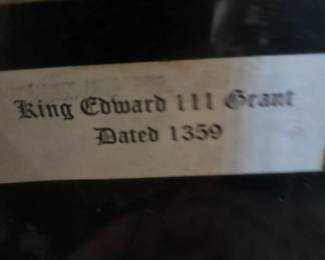 King Edward 111 Grant
Dated 1359